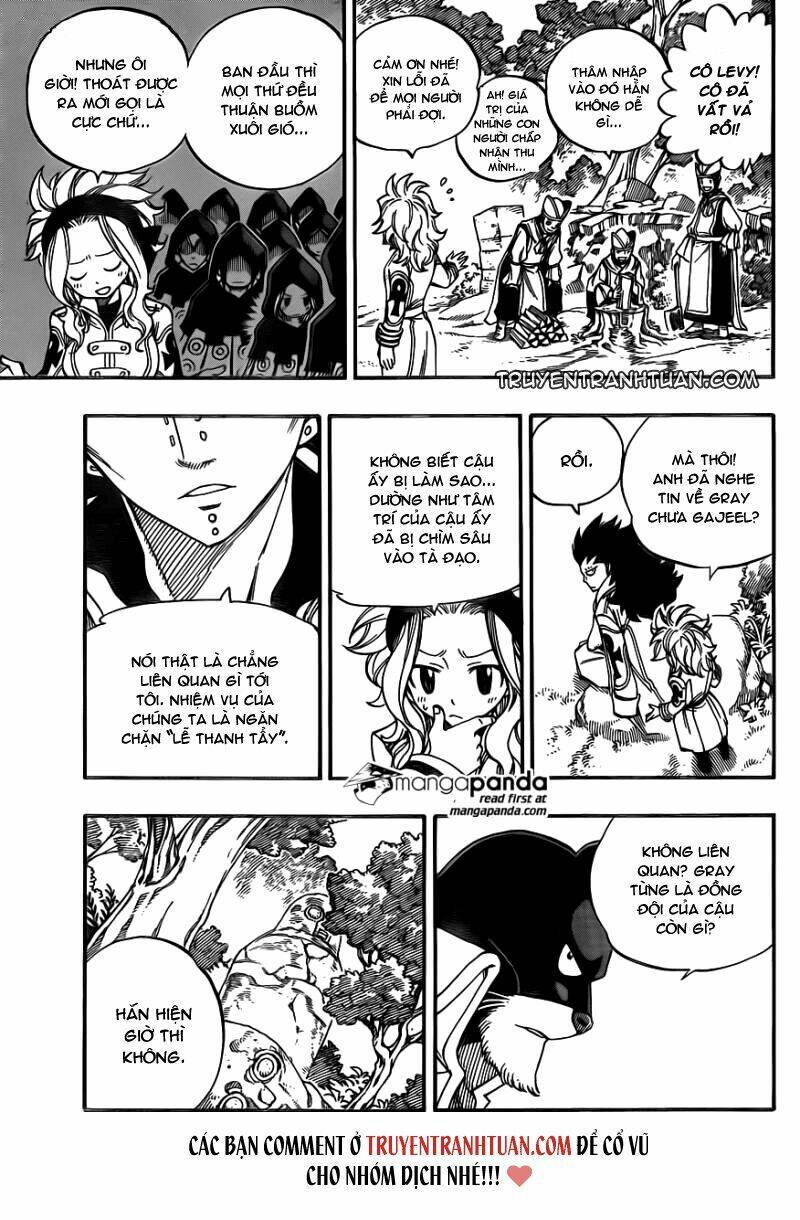 CÔ LEVY!
CÔ ĐÃ
VẤT VẢ
RỒI!
THÂM NHẬP
VÀO ĐÓ HẲN
KHÔNG DỄ
GÌ...
AH! GIÁ
TRỊ CỦA
NHỮNG CON
NGƯỜI CHẤP
NHẬN THU
MÌNH...
CẢM ƠN NHÉ!
XIN LỖI ĐÃ
ĐỂ MỌI NGƯỜI
PHẢI ĐỢI.
TRUYENTRANHTUAN.COM
BAN ĐẦU THÌ
MỌI THỨ ĐỀU
THUẬN BUỒM
XUÔI GIÓ...
NHƯNG ÔI
GIỜI! THOÁT ĐƯỢC
RA MỚI GỌI LÀ
CỰC CHỨ...
MÀ THÔI!
ANH ĐÃ NGHE
TIN VỀ GRAY
CHƯA GAJEEL?
RỒI.
KHÔNG BIẾT CẬU
ẤY BỊ LÀM SAO...
DƯỜNG NHƯ TÂM
TRÍ CỦA CẬU ẤY
ĐÃ BỊ CHÌM SÂU
VÀO TÀ ĐẠO.
NÓI THẬT LÀ CHẲNG
LIÊN QUAN GÌ TỚI
TÔI. NHIỆM VỤ CỦA
CHÚNG TA LÀ NGĂN
CHẶN "LỄ THANH TẨY".
mangapanda
read first at
mangapanda.com
KHÔNG LIÊN
QUAN? GRAY
TỪNG LÀ ĐỒNG
ĐỘI CỦA CẬU
CÒN GÌ?
HẮN HIỆN
GIỜ THÌ
KHÔNG.
CÁC BẠN COMMENT Ở TRUYENTRANHTUAN.COM ĐỂ CỔ VŨ
CHO NHÓM DỊCH NHÉ!!! ❤